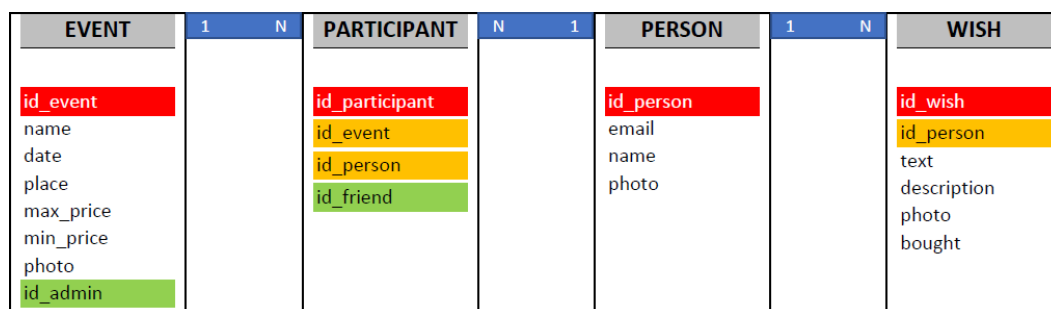 EVENT 1 N PARTICIPANT N 1 PERSON 1 N WISH
id_event id_participant id_person id_wish
name id_event email id_person
date id_person name text
place id_friend photo description
max_price photo
min_price bought
photo
id_admin